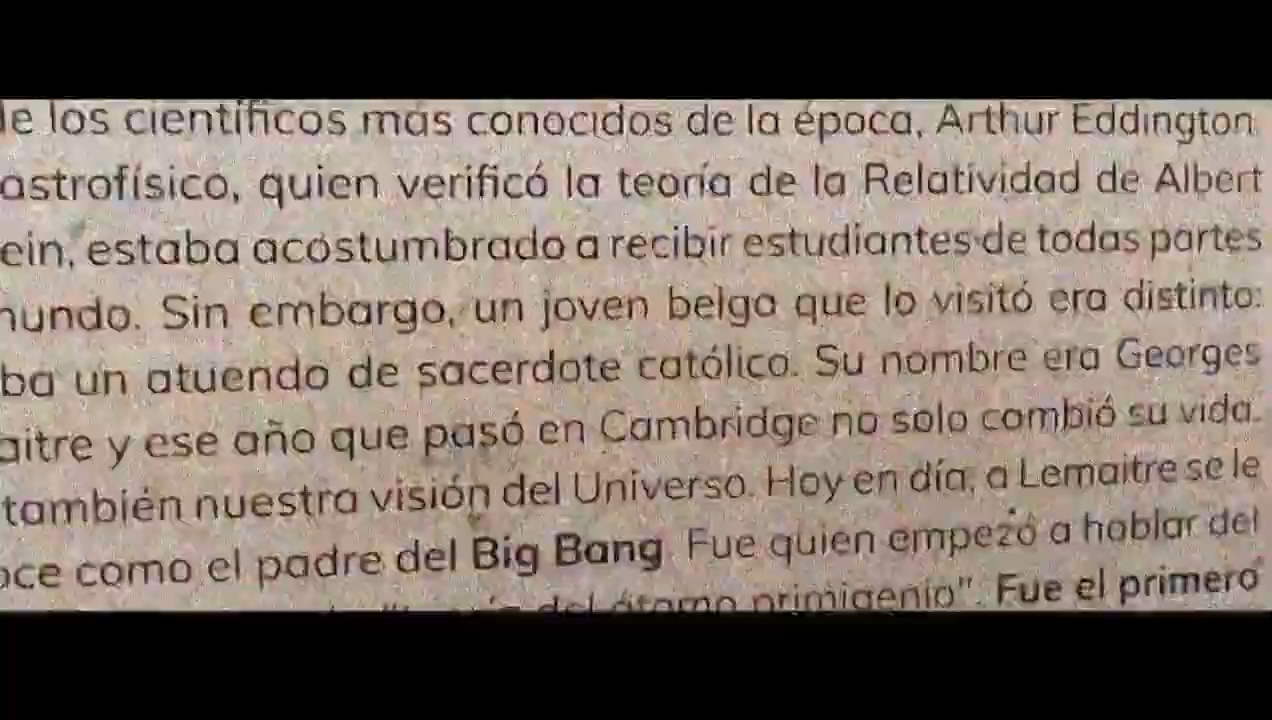 de los científicos más conocidos de la época, Arthur Eddington
astrofísico, quien verificó la teoría de la Relatividad de Albert
ein, estaba acostumbrado a recibir estudiantes de todas partes
mundo. Sin embargo, un joven belga que lo visitó era distinto:
ba un atuendo de sacerdote católico. Su nombre era Georges
aitre y ese año que pasó en Cambridge no solo cambió su vida.
también nuestra visión del Universo. Hoy en día, a Lemaitre se le
oce como el padre del Big Bang. Fue quien empezó a hablar del
del átomo primigenio". Fue el primero